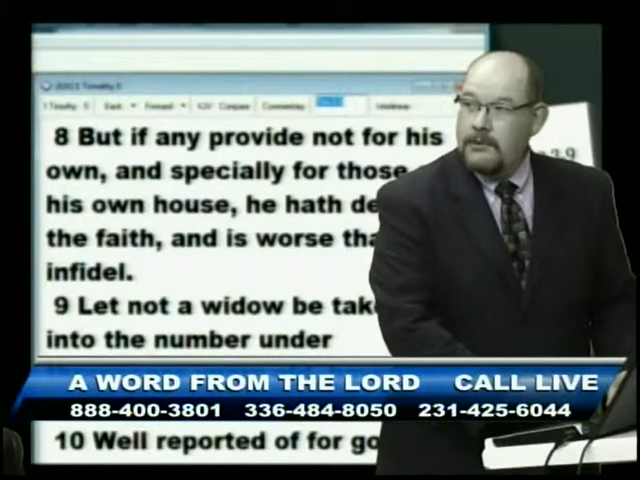 8 But if any provide not for his
own, and specially for those
his own house, he hath de
the faith, and is worse tha
infidel.
9 Let not a widow be take
into the number under
A WORD FROM THE LORD CALL LIVE
888-400-3801 336-484-8050 231-425-6044
10 Well reported of for go